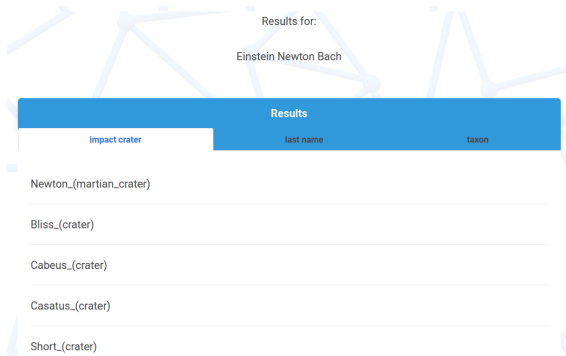 Results for:
Einstein Newton Bach
Results
impact crater last name taxon
Newton_(martian_crater)
Bliss_(crater)
Cabeus_(crater)
Casatus_(crater)
Short_(crater)